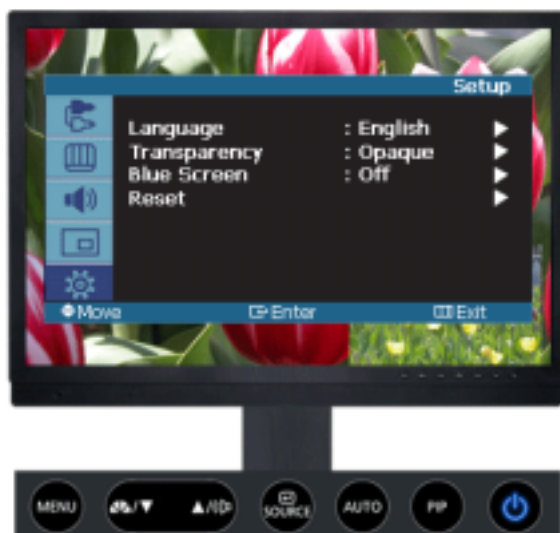 Setup
Language : English
Transparency : Opaque
Blue Screen : Off
Reset
Move Enter Exit
MENU SOURCE AUTO PIP